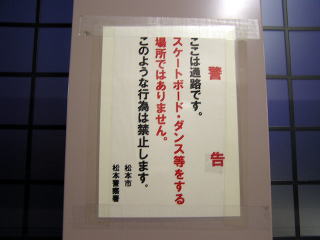 警告
ここは通路です。
スケートボード・ダンス等をする
場所ではありません。
このような行為は禁止します。
松本市
松本警察署